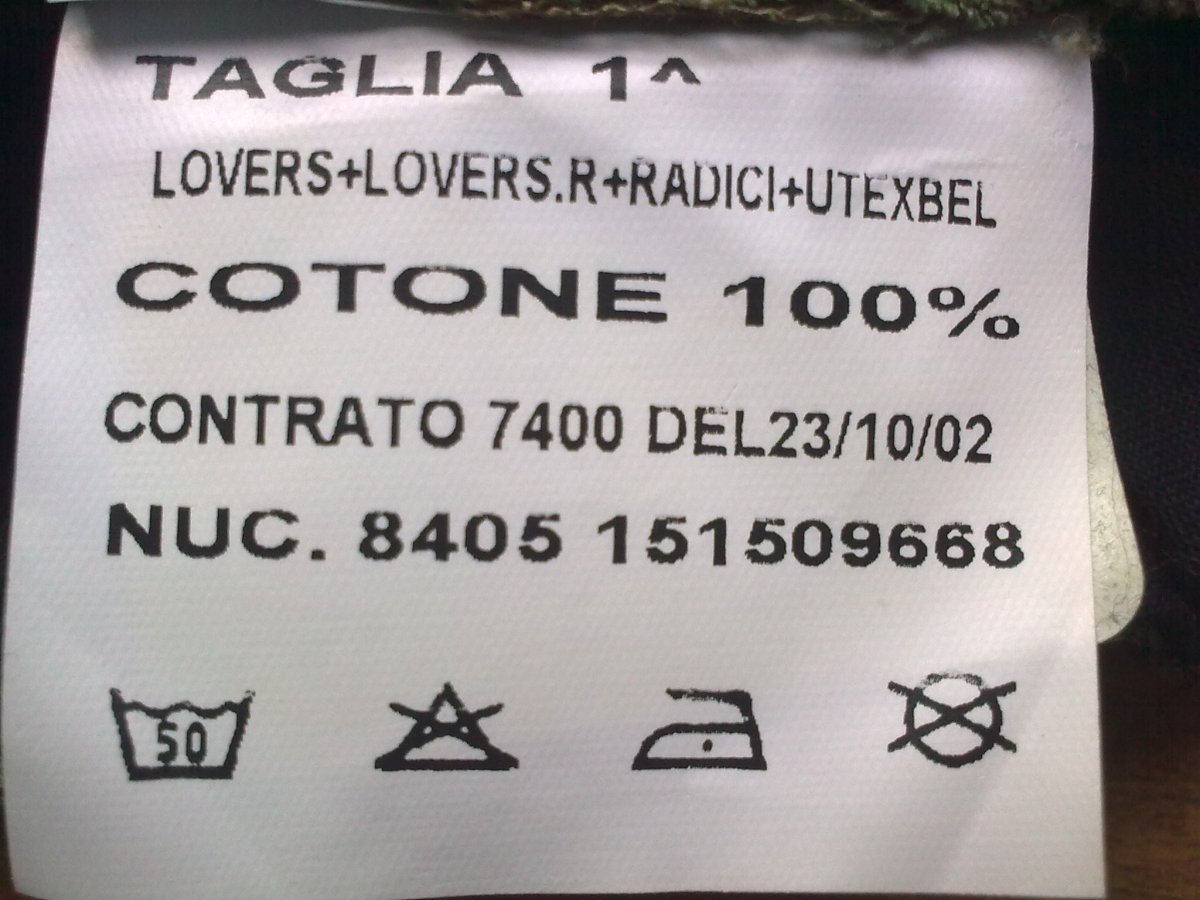 TAGLIA 1^
LOVERS+LOVERS.R+RADICI+UTEXBEL
COTONE 100%
CONTRATO 7400 DEL23/10/02
NUC. 8405 151509668
50